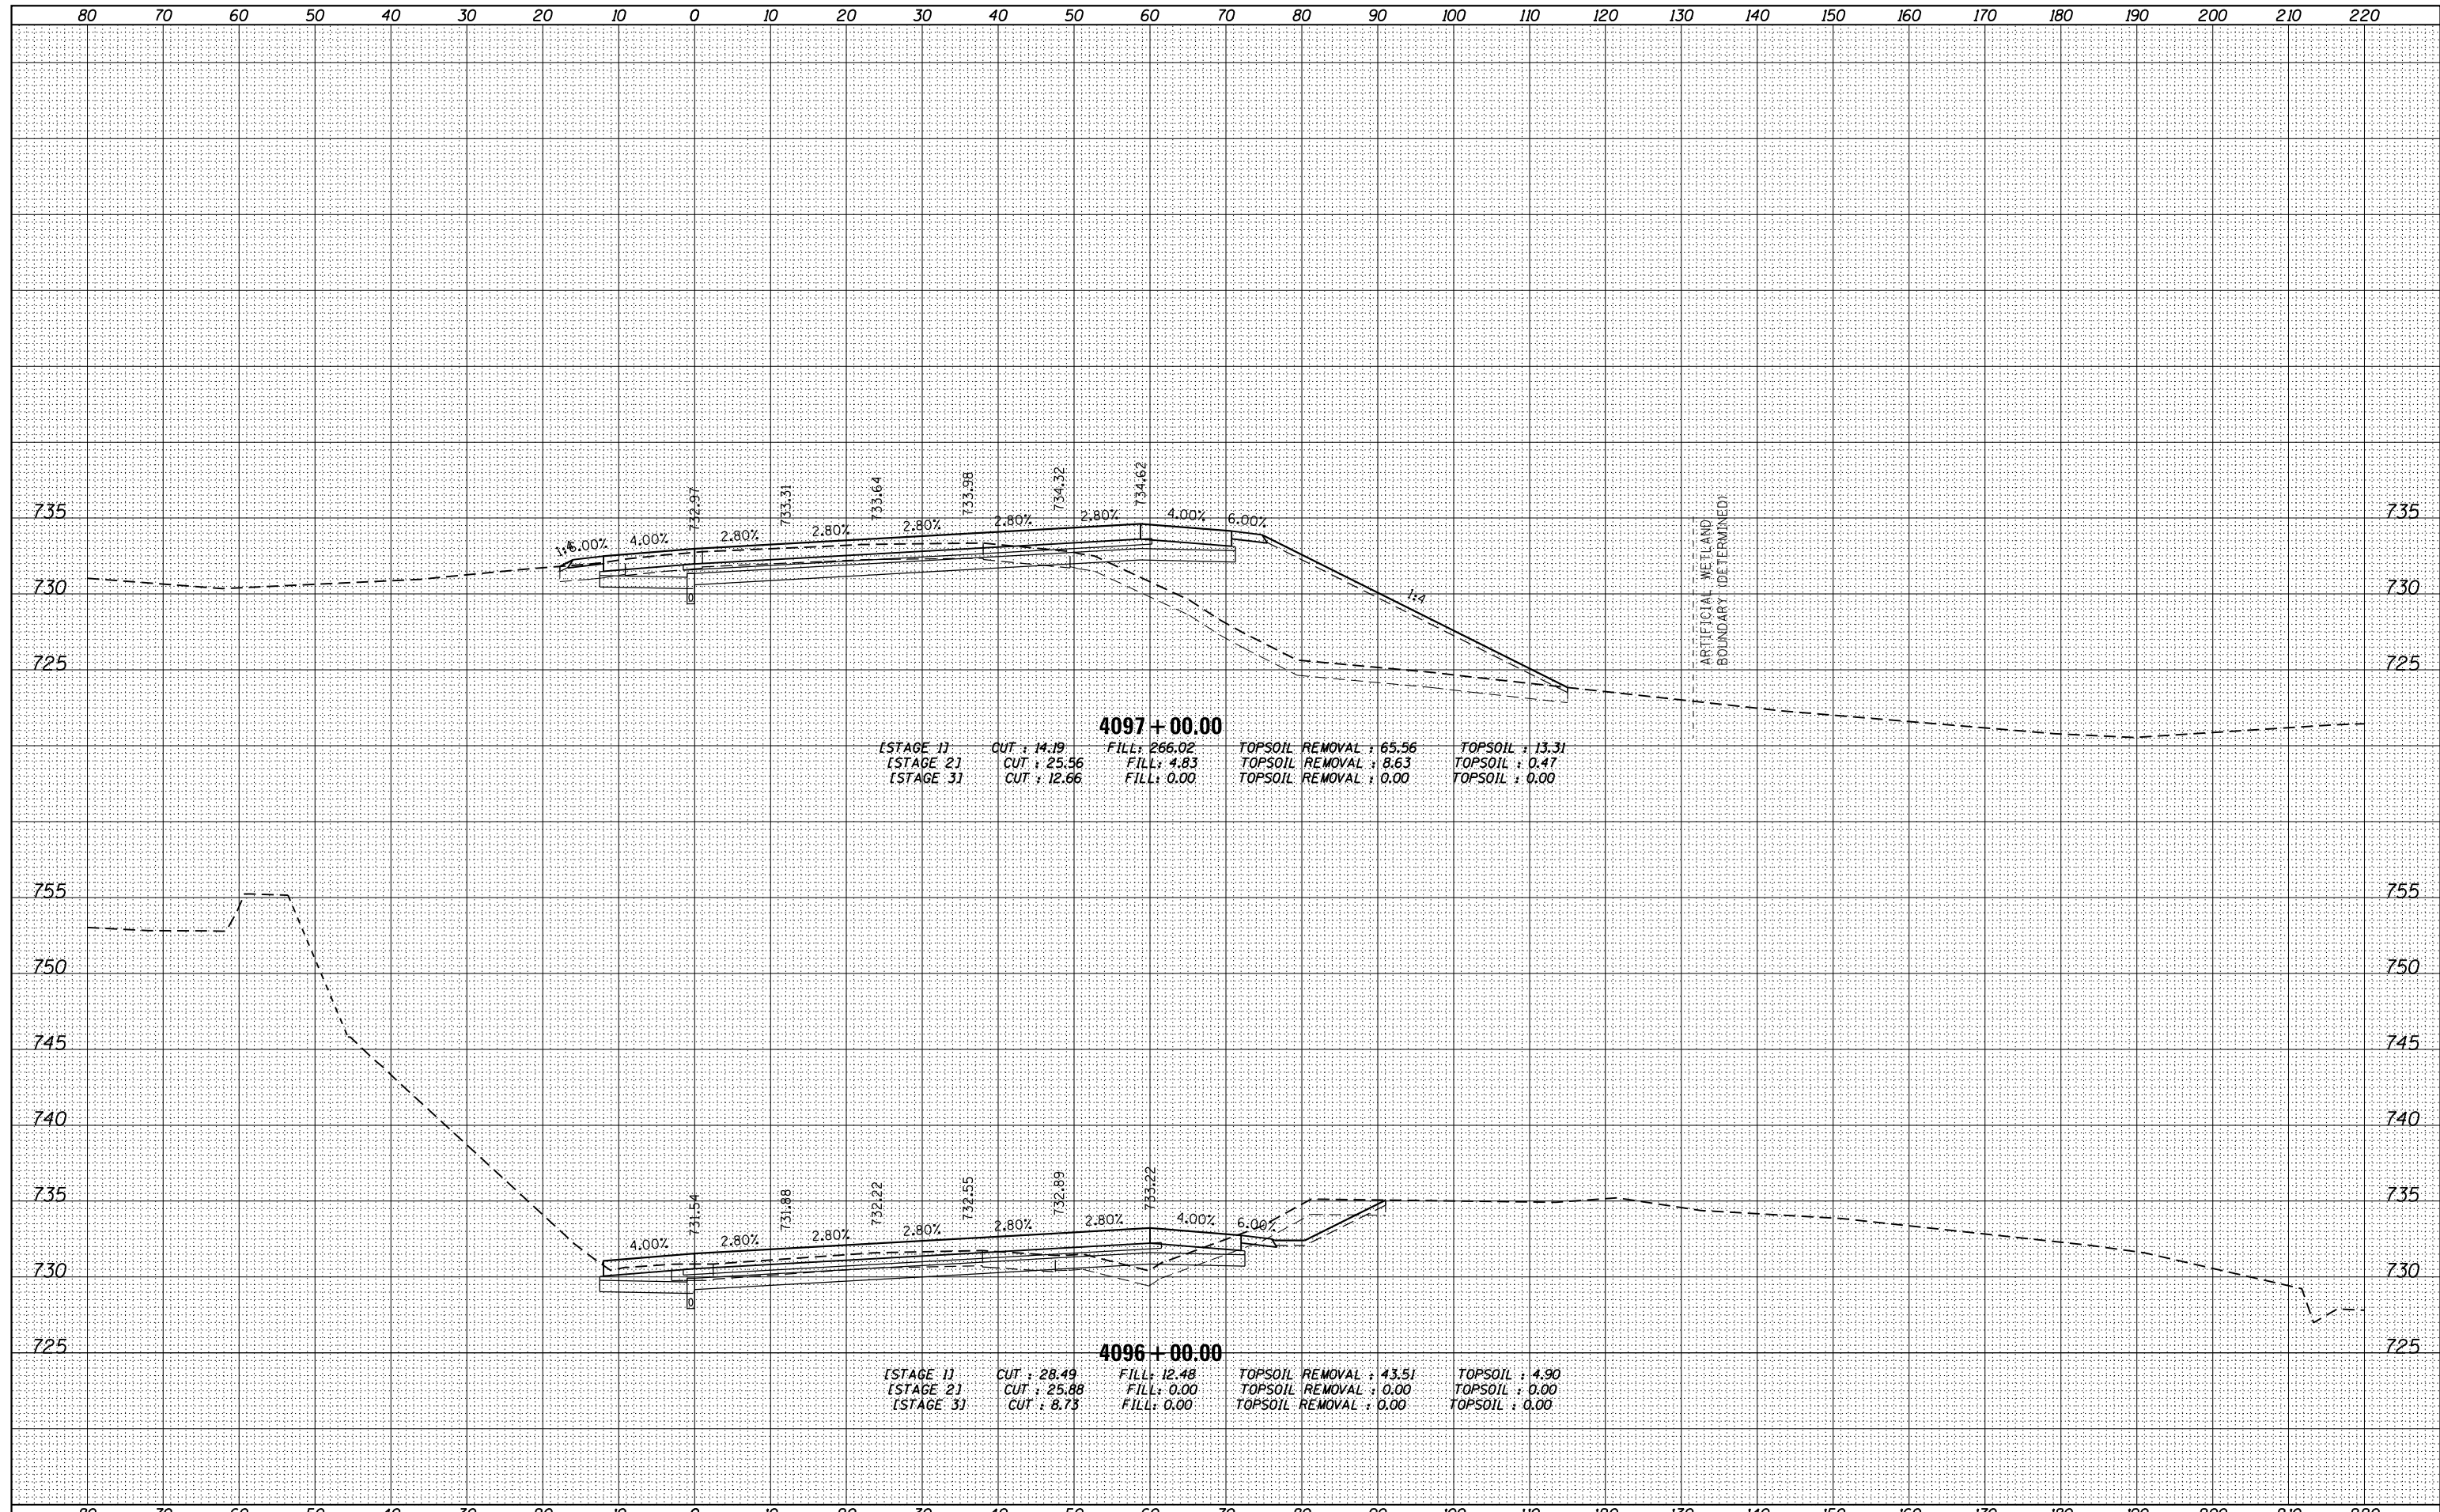 80 70 60 50 40 30 20 10 0 10 20 30 40 50 60 70 80 90 100 110 120 130 140 150 160 170 180 190 200 210 220
732.97 733.31 733.64 733.98 734.32 734.62
735 735
1:4 6.00% 4.00% 2.80% 2.80% 2.80% 2.80% 2.80% 4.00% 6.00%
ARTIFICIAL WETLAND
BOUNDARY (DETERMINED)
730 730
0
1:4
725 725
4097+00.00
[STAGE 1] CUT : 14.19 FILL: 266.02 TOPSOIL REMOVAL : 65.56 TOPSOIL : 13.31
[STAGE 2] CUT : 25.56 FILL: 4.83 TOPSOIL REMOVAL : 8.63 TOPSOIL : 0.47
[STAGE 3] CUT : 12.66 FILL: 0.00 TOPSOIL REMOVAL : 0.00 TOPSOIL : 0.00
755 755
750 750
745 745
740 740
731.54 731.88 732.22 732.55 732.89 733.22
735 735
4.00% 2.80% 2.80% 2.80% 2.80% 2.80% 4.00% 6.00%
730 730
0
725 725
4096+00.00
[STAGE 1] CUT : 28.49 FILL: 12.48 TOPSOIL REMOVAL : 43.51 TOPSOIL : 4.90
[STAGE 2] CUT : 25.88 FILL: 0.00 TOPSOIL REMOVAL : 0.00 TOPSOIL : 0.00
[STAGE 3] CUT : 8.73 FILL: 0.00 TOPSOIL REMOVAL : 0.00 TOPSOIL : 0.00